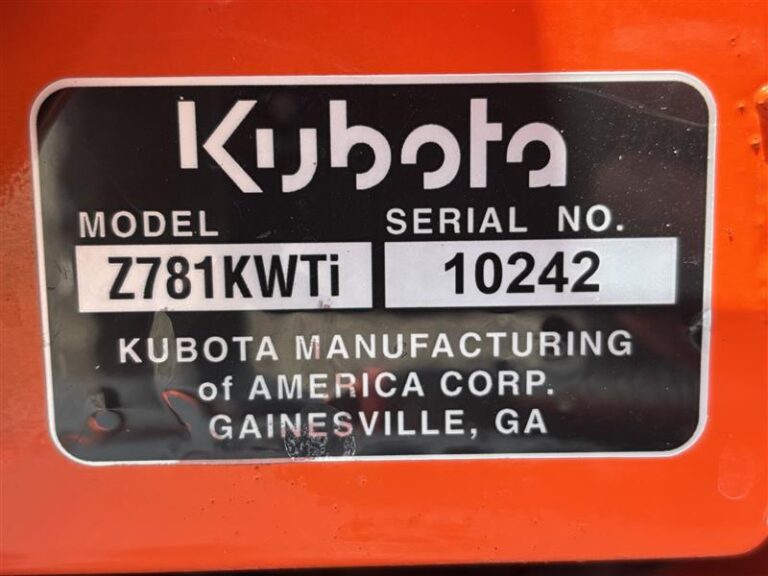 Kubota
MODEL SERIAL NO.
Z781KWTi 10242
KUBOTA MANUFACTURING
of AMERICA CORP.
GAINESVILLE, GA